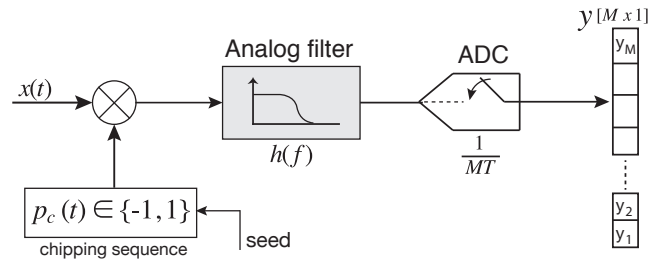 y [M x 1]
Analog filter
ADC
y_M
x(t)
h(f)
1
MT
p_c (t) ∈ {-1, 1}
chipping sequence
seed
y_2
y_1